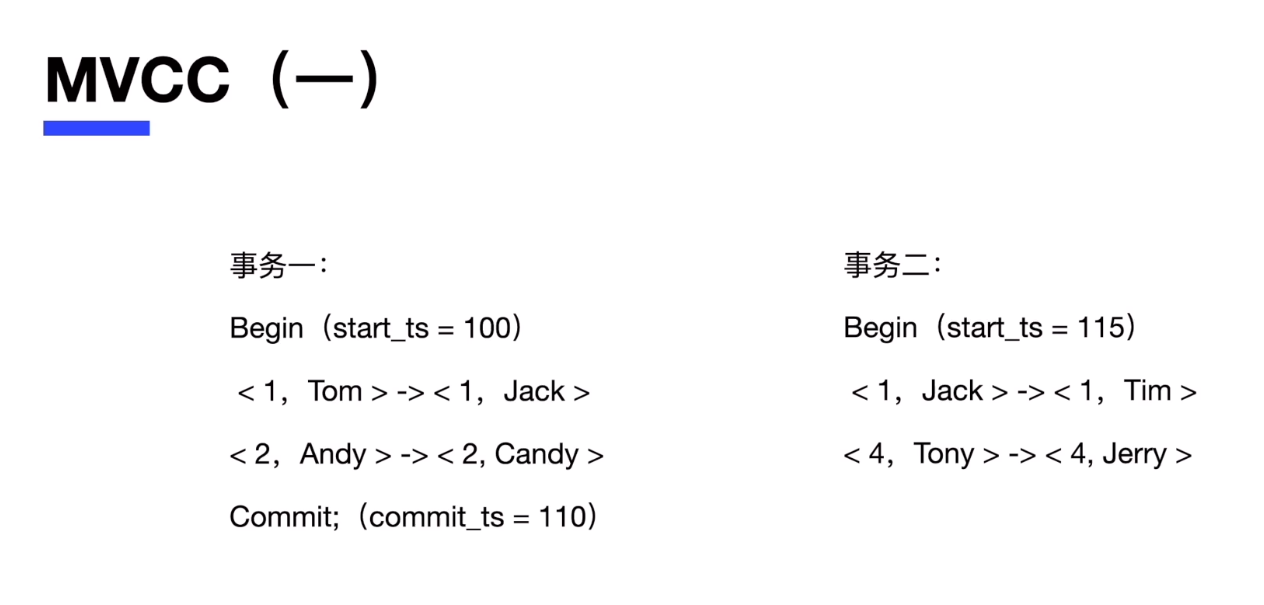 MVCC（一）
事务一：
Begin（start_ts = 100）
< 1，Tom > -> < 1，Jack >
< 2，Andy > -> < 2, Candy >
Commit;（commit_ts = 110）
事务二：
Begin（start_ts = 115）
< 1，Jack > -> < 1，Tim >
< 4，Tony > -> < 4, Jerry >